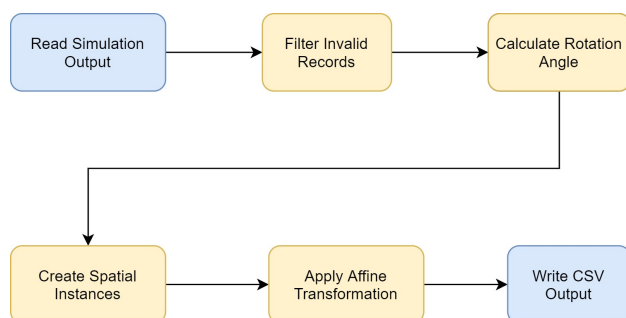 Read Simulation
Output
Filter Invalid
Records
Calculate Rotation
Angle
Create Spatial
Instances
Apply Affine
Transformation
Write CSV
Output